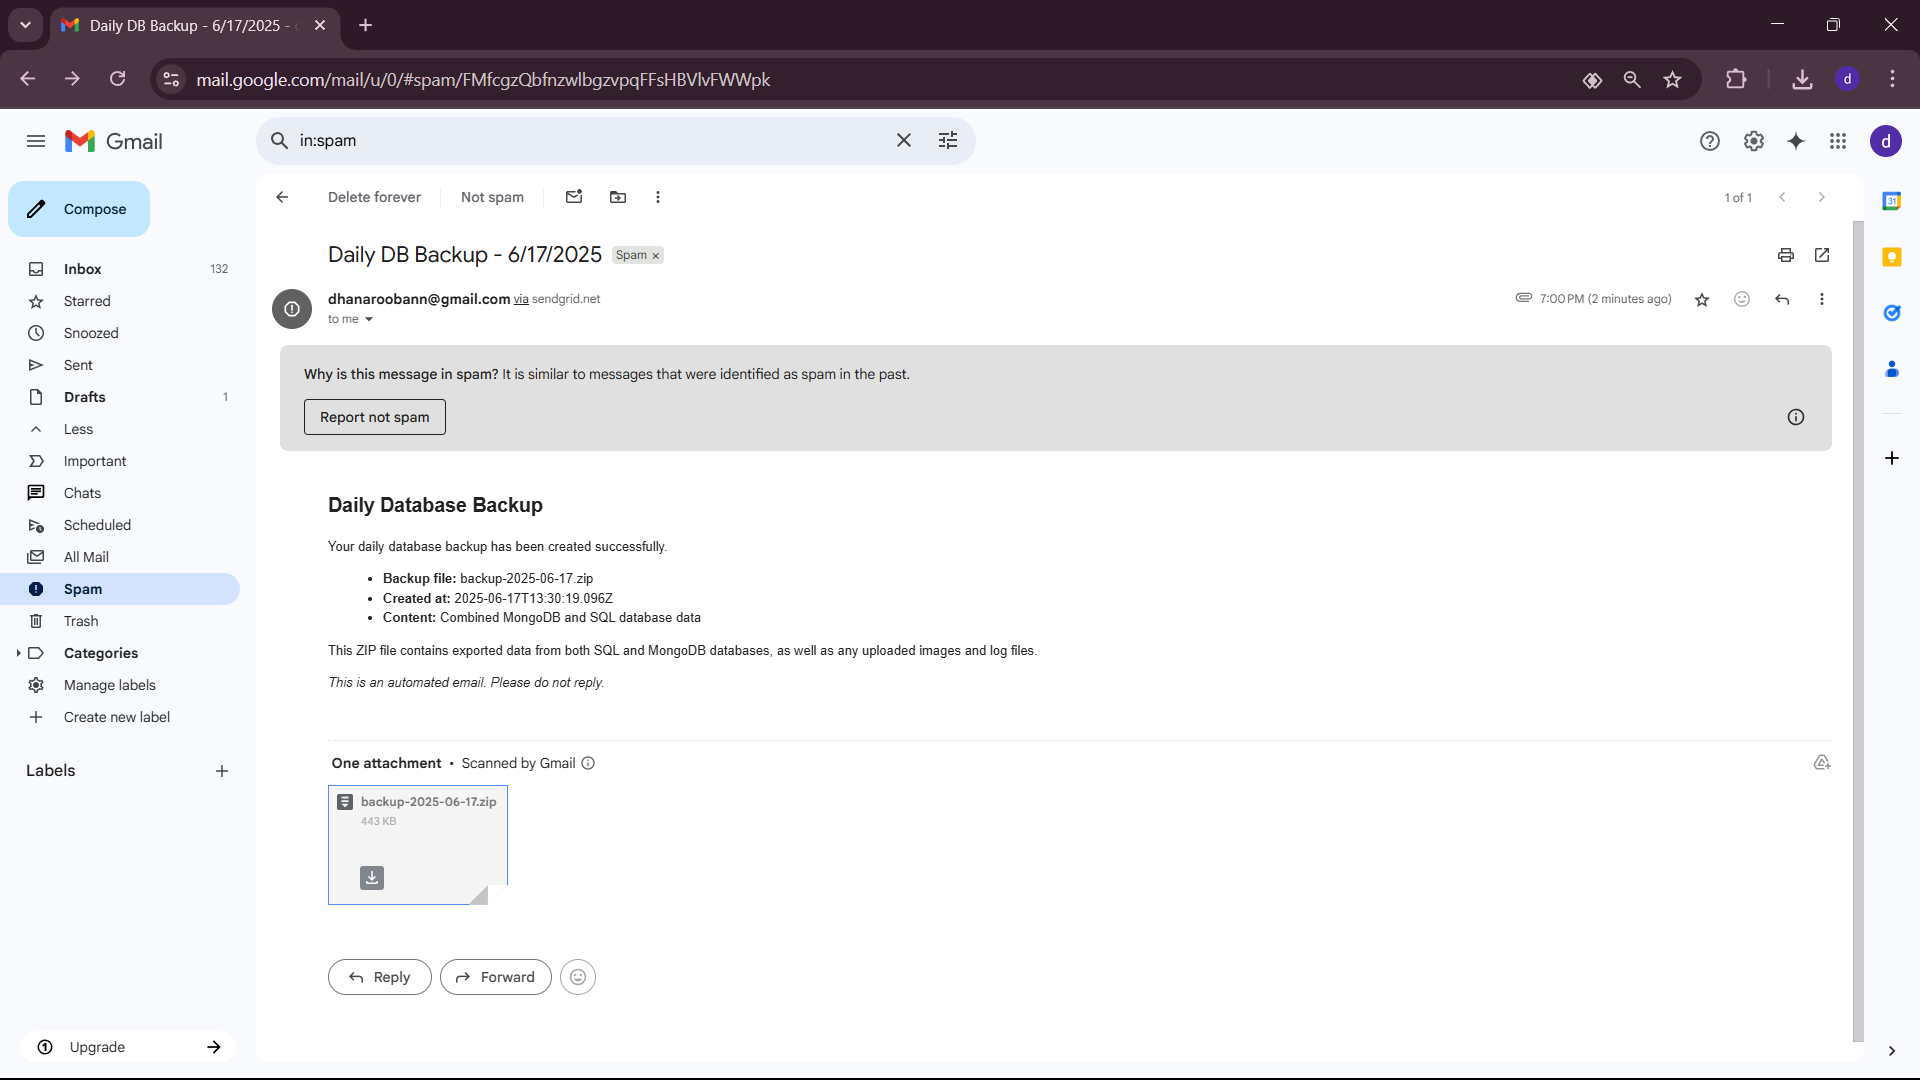 Daily DB Backup - 6/17/2025 -
mail.google.com/mail/u/0/#spam/FMfcgzQbfnzwlbgzvpqFFsHBVlvFWWpk
d
Gmail
in:spam
d
Compose
Inbox 132
Starred
Snoozed
Sent
Drafts 1
Less
Important
Chats
Scheduled
All Mail
Spam
Trash
Categories
Manage labels
Create new label
Labels
Upgrade
Delete forever Not spam 1 of 1
Daily DB Backup - 6/17/2025 Spam ×
dhanaroobann@gmail.com via sendgrid.net 7:00 PM (2 minutes ago)
to me
Why is this message in spam? It is similar to messages that were identified as spam in the past.
Report not spam
Daily Database Backup
Your daily database backup has been created successfully.
• Backup file: backup-2025-06-17.zip
• Created at: 2025-06-17T13:30:19.096Z
• Content: Combined MongoDB and SQL database data
This ZIP file contains exported data from both SQL and MongoDB databases, as well as any uploaded images and log files.
This is an automated email. Please do not reply.
One attachment • Scanned by Gmail
backup-2025-06-17.zip
443 KB
Reply Forward
31